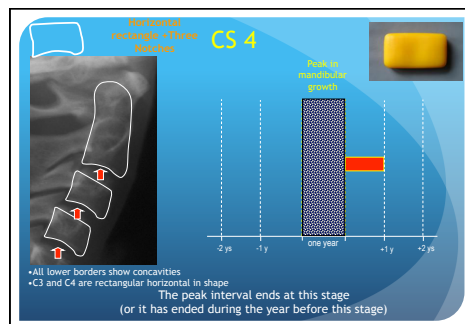 Horizontal
rectangle +Three
Notches
CS 4
Peak in
mandibular
growth
-2 ys
-1 y
one year
+1 y
+2 ys
•All lower borders show concavities
•C3 and C4 are rectangular horizontal in shape
The peak interval ends at this stage
(or it has ended during the year before this stage)